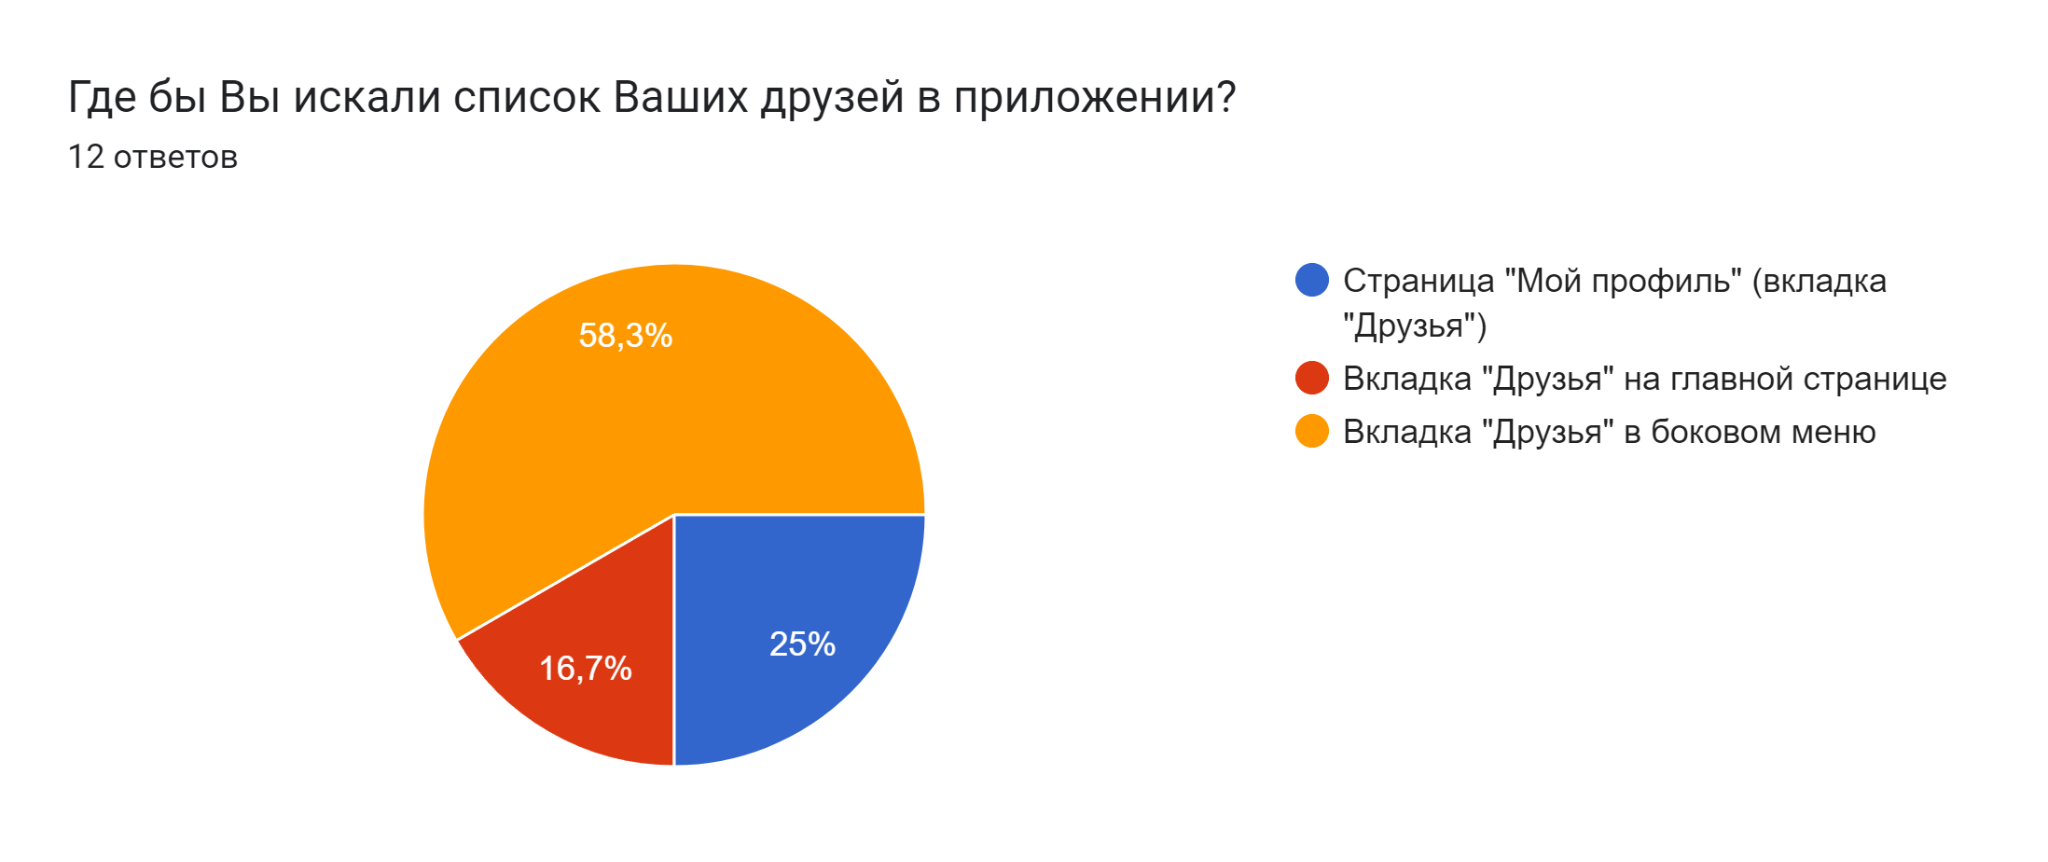 Где бы Вы искали список Ваших друзей в приложении?
12 ответов
58,3%
16,7%
25%
Страница "Мой профиль" (вкладка
"Друзья")
Вкладка "Друзья" на главной странице
Вкладка "Друзья" в боковом меню